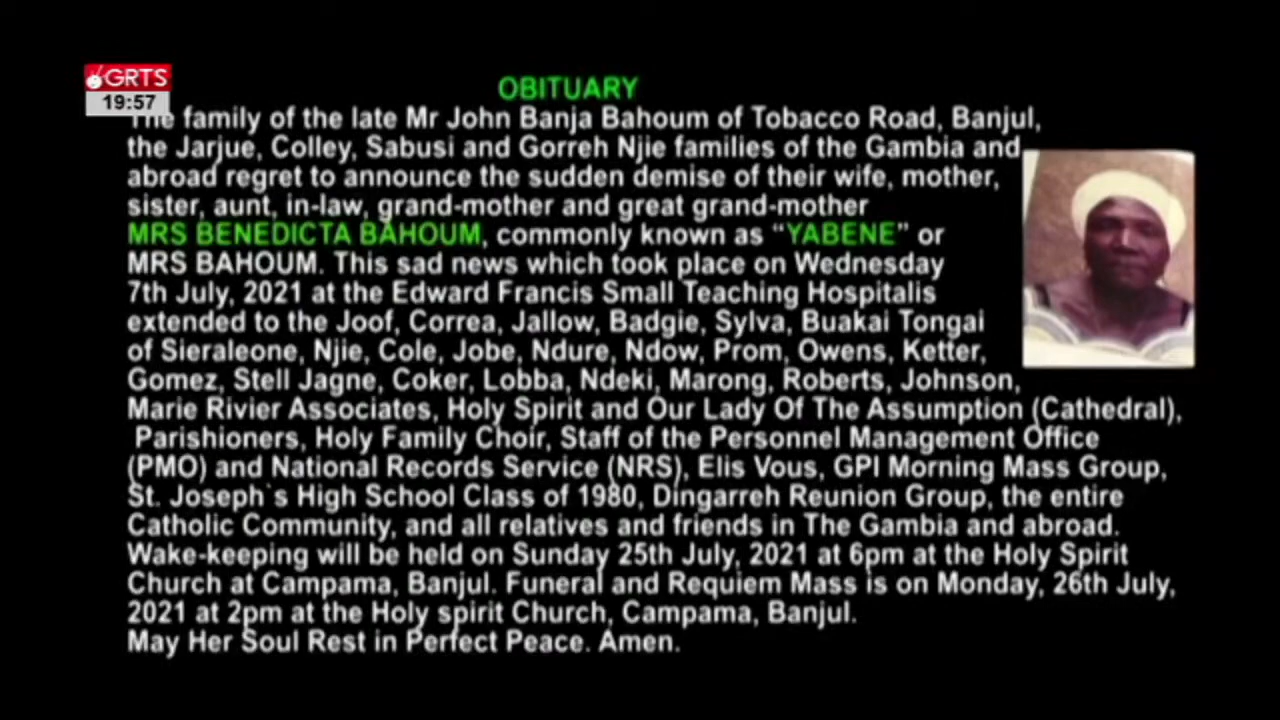 GRTS
19:57
OBITUARY
The family of the late Mr John Banja Bahoum of Tobacco Road, Banjul,
the Jarjue, Colley, Sabusi and Gorreh Njie families of the Gambia and
abroad regret to announce the sudden demise of their wife, mother,
sister, aunt, in-law, grand-mother and great grand-mother
MRS BENEDICTA BAHOUM, commonly known as “YABENE” or
MRS BAHOUM. This sad news which took place on Wednesday
7th July, 2021 at the Edward Francis Small Teaching Hospitalis
extended to the Joof, Correa, Jallow, Badgie, Sylva, Buakai Tongai
of Sieraleone, Njie, Cole, Jobe, Ndure, Ndow, Prom, Owens, Ketter,
Gomez, Stell Jagne, Coker, Lobba, Ndeki, Marong, Roberts, Johnson,
Marie Rivier Associates, Holy Spirit and Our Lady Of The Assumption (Cathedral),
Parishioners, Holy Family Choir, Staff of the Personnel Management Office
(PMO) and National Records Service (NRS), Elis Vous, GPI Morning Mass Group,
St. Joseph`s High School Class of 1980, Dingarreh Reunion Group, the entire
Catholic Community, and all relatives and friends in The Gambia and abroad.
Wake-keeping will be held on Sunday 25th July, 2021 at 6pm at the Holy Spirit
Church at Campama, Banjul. Funeral and Requiem Mass is on Monday, 26th July,
2021 at 2pm at the Holy spirit Church, Campama, Banjul.
May Her Soul Rest in Perfect Peace. Amen.